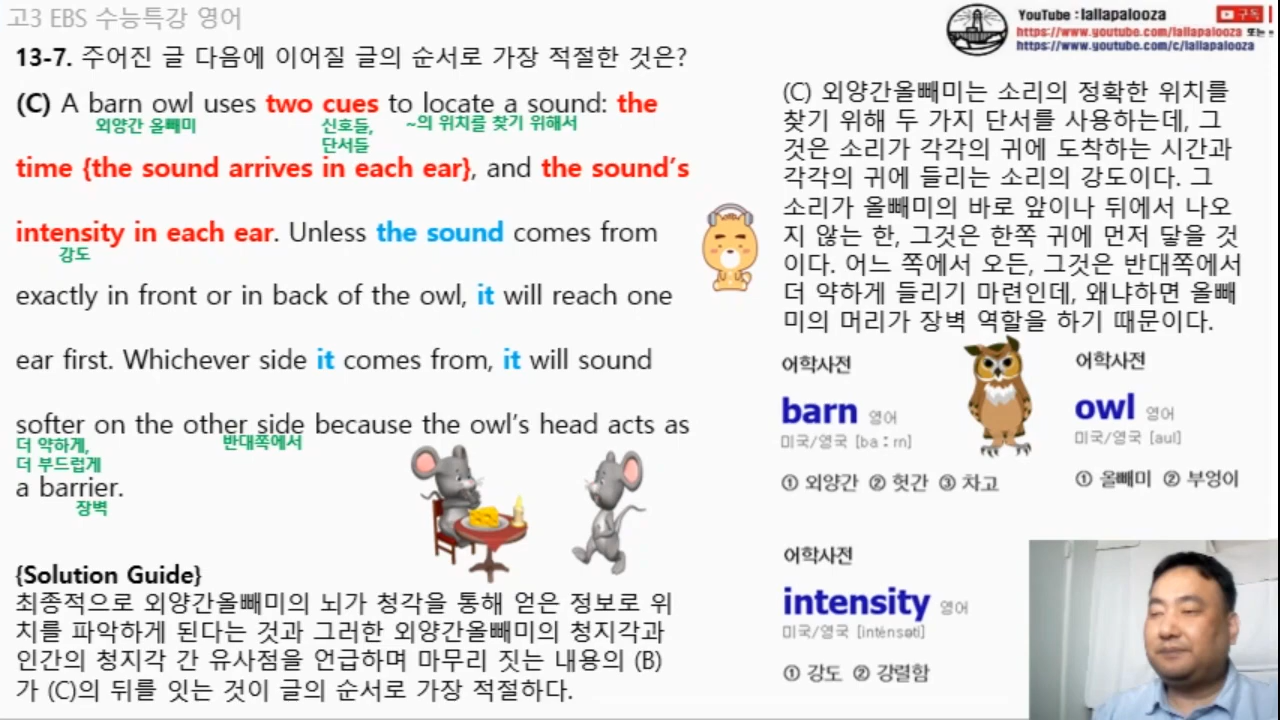 고3 EBS 수능특강 영어
YouTube : lallapalooza
구독
https://www.youtube.com/lallapalooza 또는
https://www.youtube.com/c/lallapalooza
13-7. 주어진 글 다음에 이어질 글의 순서로 가장 적절한 것은?
(C) A barn owl uses two cues to locate a sound: the
외양간 올빼미
신호들,
단서들
~의 위치를 찾기 위해서
time {the sound arrives in each ear}, and the sound's
intensity in each ear. Unless the sound comes from
강도
exactly in front or in back of the owl, it will reach one
ear first. Whichever side it comes from, it will sound
softer on the other side because the owl's head acts as
더 약하게,
더 부드럽게
반대쪽에서
a barrier.
장벽
{Solution Guide}
최종적으로 외양간올빼미의 뇌가 청각을 통해 얻은 정보로 위
치를 파악하게 된다는 것과 그러한 외양간올빼미의 청지각과
인간의 청지각 간 유사점을 언급하며 마무리 짓는 내용의 (B)
가 (C)의 뒤를 잇는 것이 글의 순서로 가장 적절하다.
(C) 외양간올빼미는 소리의 정확한 위치를
찾기 위해 두 가지 단서를 사용하는데, 그
것은 소리가 각각의 귀에 도착하는 시간과
각각의 귀에 들리는 소리의 강도이다. 그
소리가 올빼미의 바로 앞이나 뒤에서 나오
지 않는 한, 그것은 한쪽 귀에 먼저 닿을 것
이다. 어느 쪽에서 오든, 그것은 반대쪽에서
더 약하게 들리기 마련인데, 왜냐하면 올빼
미의 머리가 장벽 역할을 하기 때문이다.
어학사전
barn 영어
미국/영국 [baːrn]
① 외양간 ② 헛간 ③ 차고
어학사전
owl 영어
미국/영국 [aul]
① 올빼미 ② 부엉이
어학사전
intensity 영어
미국/영국 [inténsəti]
① 강도 ② 강렬함